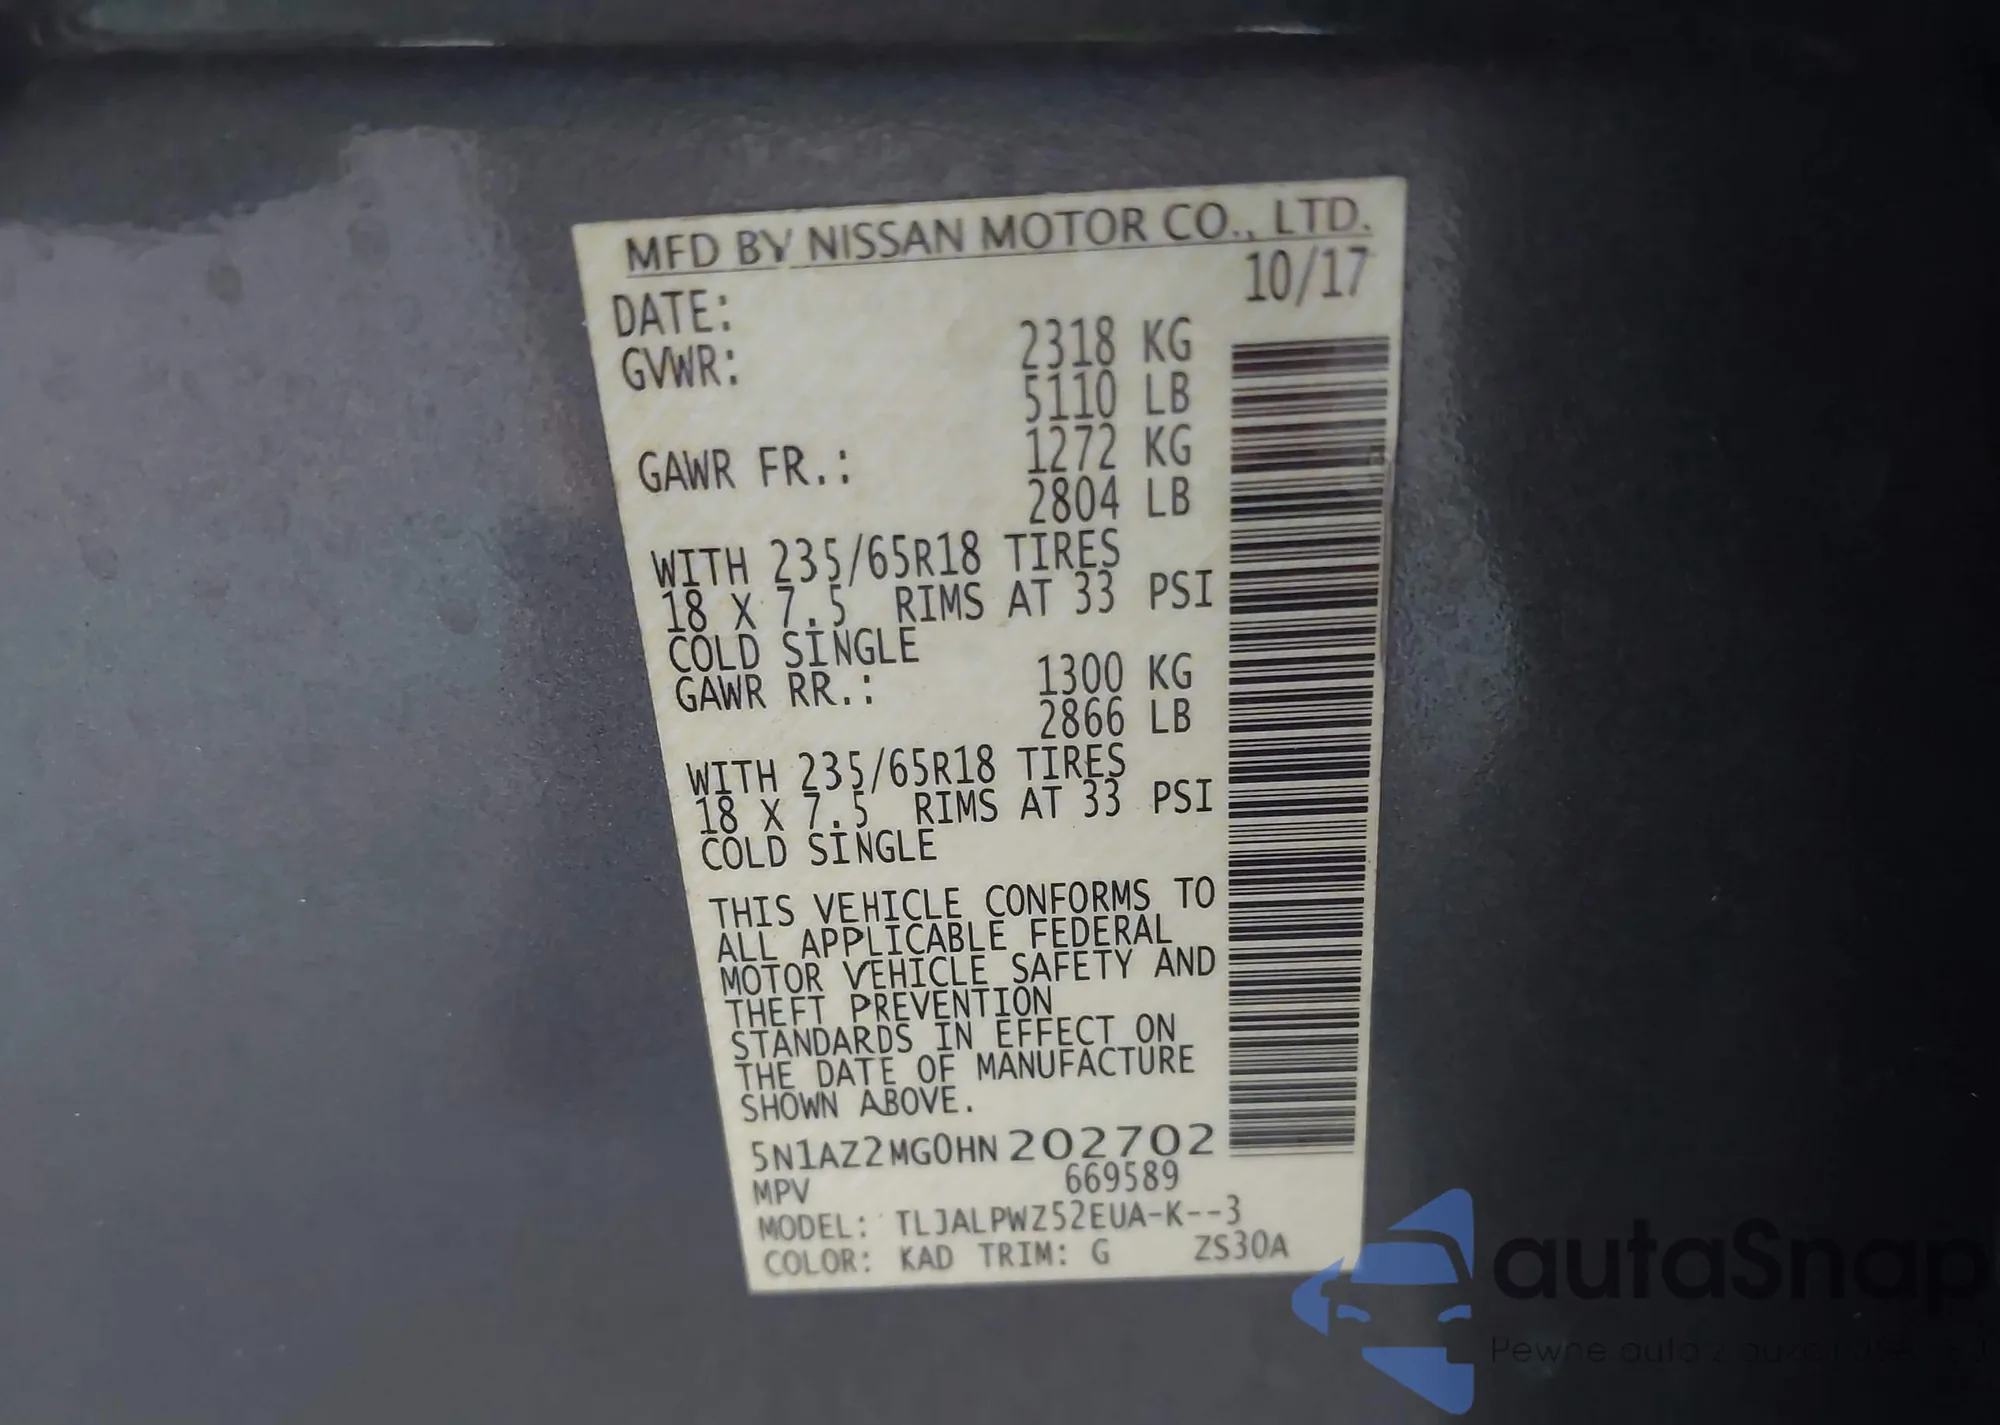 MFD BY NISSAN MOTOR CO., LTD.
DATE: 10/17
GVWR: 2318 KG
5110 LB
GAWR FR.: 1272 KG
2804 LB
WITH 235/65R18 TIRES
18 X 7.5 RIMS AT 33 PSI
COLD SINGLE
GAWR RR.: 1300 KG
2866 LB
WITH 235/65R18 TIRES
18 X 7.5 RIMS AT 33 PSI
COLD SINGLE
THIS VEHICLE CONFORMS TO
ALL APPLICABLE FEDERAL
MOTOR VEHICLE SAFETY AND
THEFT PREVENTION
STANDARDS IN EFFECT ON
THE DATE OF MANUFACTURE
SHOWN ABOVE.
5N1AZ2MG0HN202702
MPV 669589
MODEL: TLJALPWZ52EUA-K--3
COLOR: KAD TRIM: G ZS30A
autaSnap
Pewne auto z